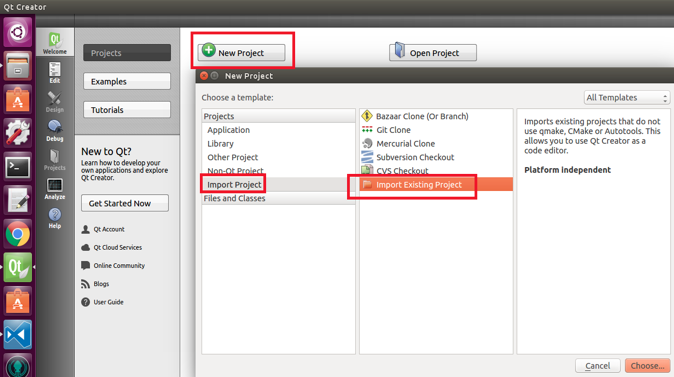 Qt Creator
Welcome
Edit
Design
Debug
Projects
Analyze
Help
Projects
Examples
Tutorials
New to Qt?
Learn how to develop your
own applications and explore
Qt Creator.
Get Started Now
Qt Account
Qt Cloud Services
Online Community
Blogs
User Guide
New Project
Open Project
New Project
Choose a template:
All Templates
Projects
Application
Library
Other Project
Non-Qt Project
Import Project
Files and Classes
Bazaar Clone (Or Branch)
Git Clone
Mercurial Clone
Subversion Checkout
CVS Checkout
Import Existing Project
Imports existing projects that do not
use qmake, CMake or Autotools. This
allows you to use Qt Creator as a
code editor.
Platform independent
Cancel
Choose...